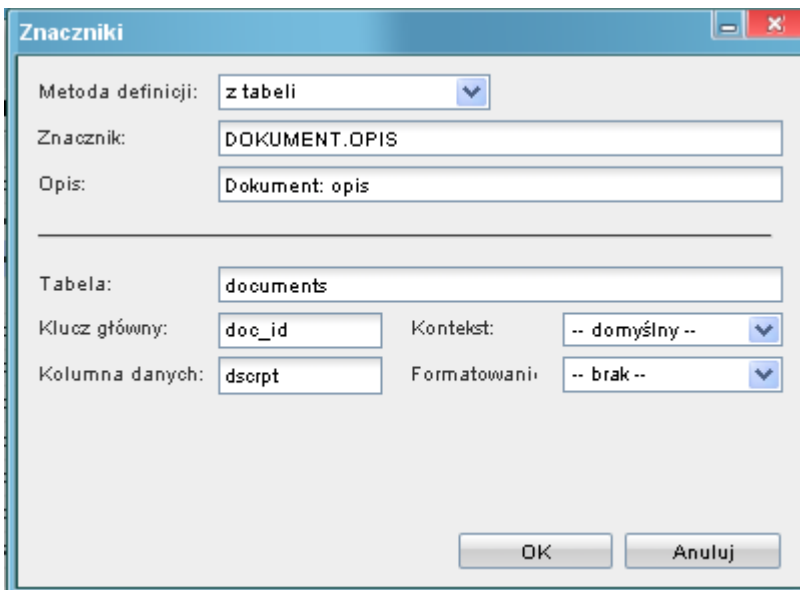 Znaczniki
Metoda definicji: z tabeli
Znacznik: DOKUMENT.OPIS
Opis: Dokument: opis
Tabela: documents
Klucz główny: doc_id Kontekst: -- domyślny --
Kolumna danych: dscrpt Formatowani -- brak --
OK Anuluj